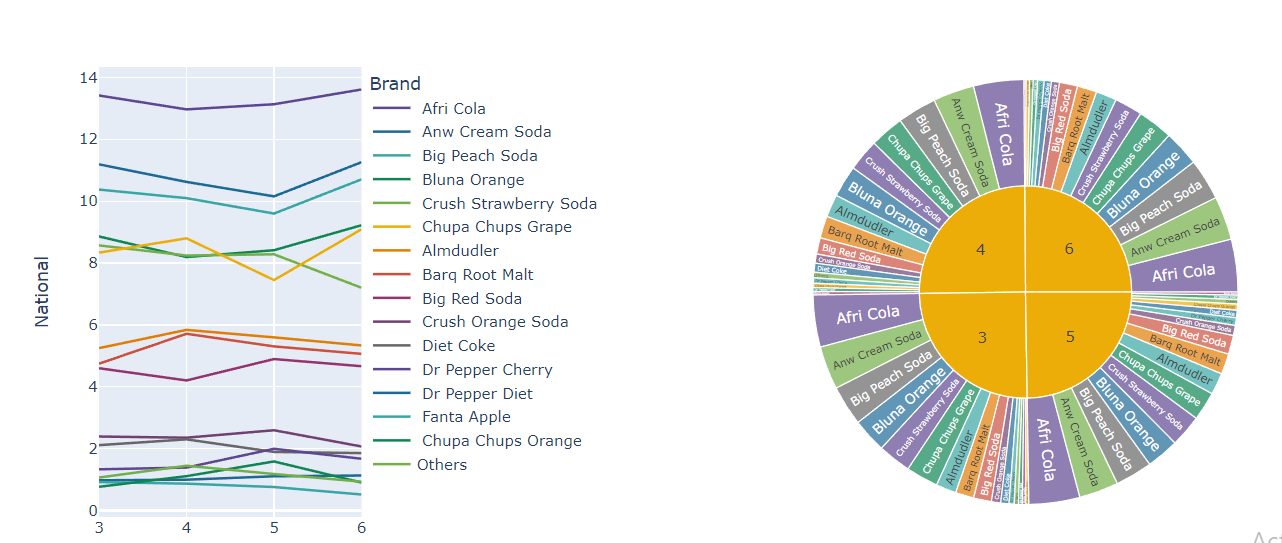 National
14
12
10
8
6
4
2
0
3
4
5
6
Brand
Afri Cola
Anw Cream Soda
Big Peach Soda
Bluna Orange
Crush Strawberry Soda
Chupa Chups Grape
Almdudler
Barq Root Malt
Big Red Soda
Crush Orange Soda
Diet Coke
Dr Pepper Cherry
Dr Pepper Diet
Fanta Apple
Chupa Chups Orange
Others
4
Afri Cola
Anw Cream Soda
Big Peach Soda
Chupa Chups Grape
Crush Strawberry Soda
Bluna Orange
Almdudler
Barq Root Malt
Big Red Soda
Crush Orange Soda
Diet Coke
6
Afri Cola
Anw Cream Soda
Big Peach Soda
Bluna Orange
Chupa Chups Grape
Crush Strawberry Soda
Almdudler
Barq Root Malt
Big Red Soda
Crush Orange Soda
Diet Coke
3
Afri Cola
Anw Cream Soda
Big Peach Soda
Bluna Orange
Crush Strawberry Soda
Chupa Chups Grape
Almdudler
Barq Root Malt
Big Red Soda
Crush Orange Soda
Diet Coke
5
Afri Cola
Anw Cream Soda
Big Peach Soda
Bluna Orange
Crush Strawberry Soda
Chupa Chups Grape
Almdudler
Barq Root Malt
Big Red Soda
Crush Orange Soda
Dr Pepper Cherry
Diet Coke